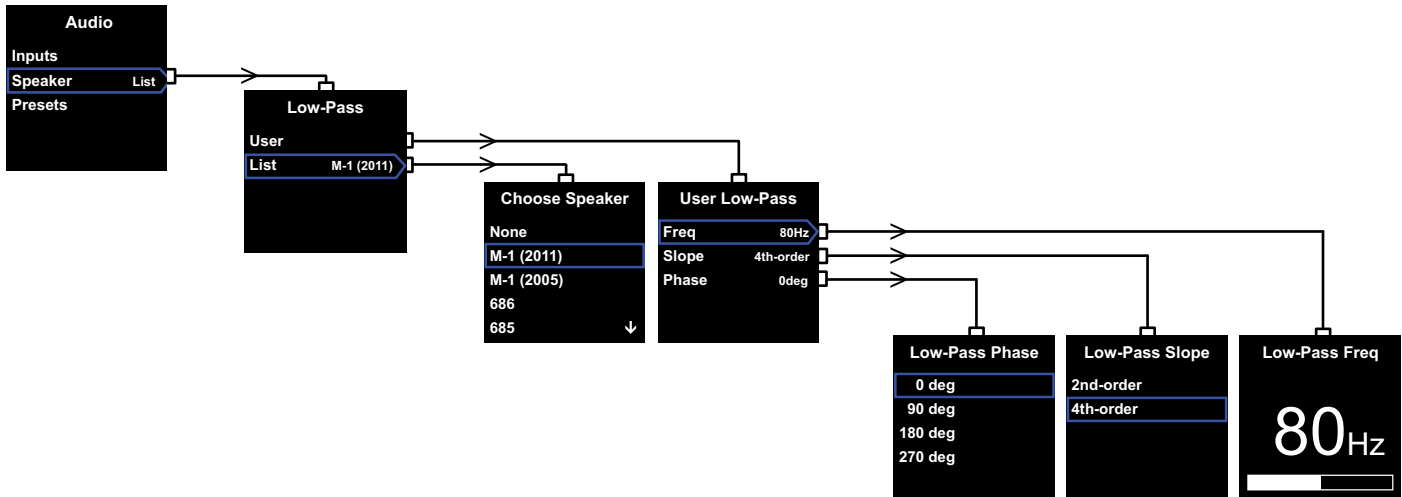 Audio
Inputs
Speaker List
Presets
Low-Pass
User
List M-1 (2011)
Choose Speaker
None
M-1 (2011)
M-1 (2005)
686
685
User Low-Pass
Freq 80Hz
Slope 4th-order
Phase 0deg
Low-Pass Phase
0 deg
90 deg
180 deg
270 deg
Low-Pass Slope
2nd-order
4th-order
Low-Pass Freq
80Hz